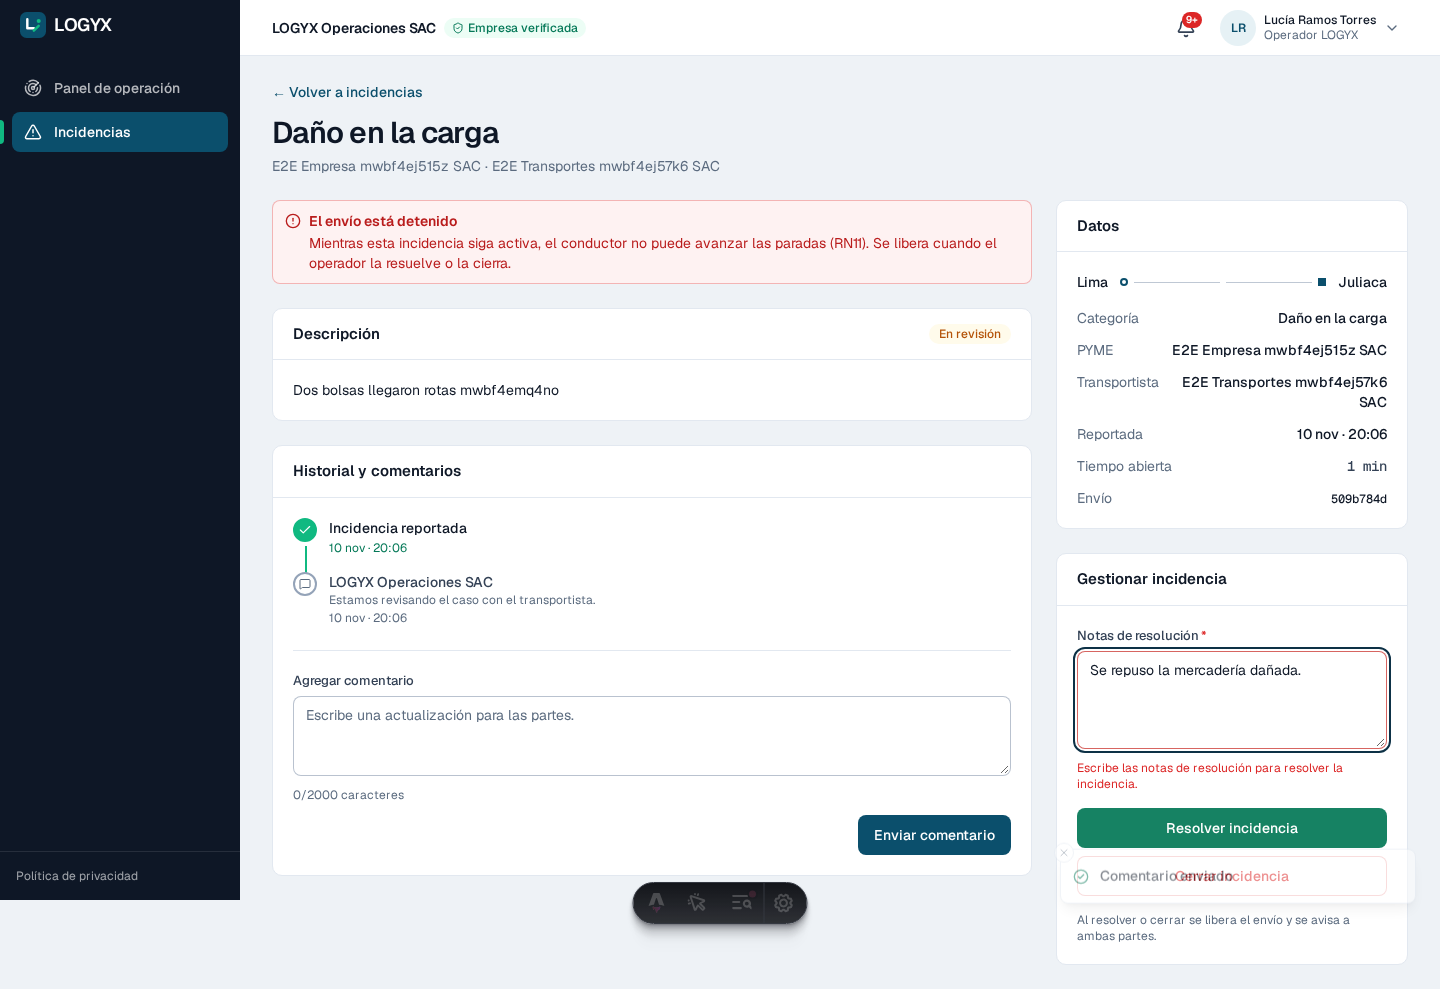 LOGYX
Panel de operación
Incidencias
Política de privacidad
LOGYX Operaciones SAC
Empresa verificada
9+
LR
Lucía Ramos Torres
Operador LOGYX
← Volver a incidencias
Daño en la carga
E2E Empresa mwbf4ej515z SAC · E2E Transportes mwbf4ej57k6 SAC
El envío está detenido
Mientras esta incidencia siga activa, el conductor no puede avanzar las paradas (RN11). Se libera cuando el
operador la resuelve o la cierra.
Descripción
En revisión
Dos bolsas llegaron rotas mwbf4emq4no
Historial y comentarios
Incidencia reportada
10 nov · 20:06
LOGYX Operaciones SAC
Estamos revisando el caso con el transportista.
10 nov · 20:06
Agregar comentario
Escribe una actualización para las partes.
0/2000 caracteres
Enviar comentario
Datos
Lima
Juliaca
Categoría
Daño en la carga
PYME
E2E Empresa mwbf4ej515z SAC
Transportista
E2E Transportes mwbf4ej57k6
SAC
Reportada
10 nov · 20:06
Tiempo abierta
1 min
Envío
509b784d
Gestionar incidencia
Notas de resolución *
Se repuso la mercadería dañada.
Escribe las notas de resolución para resolver la
incidencia.
Resolver incidencia
Comentario enviado
Cerrar incidencia
Al resolver o cerrar se libera el envío y se avisa a
ambas partes.